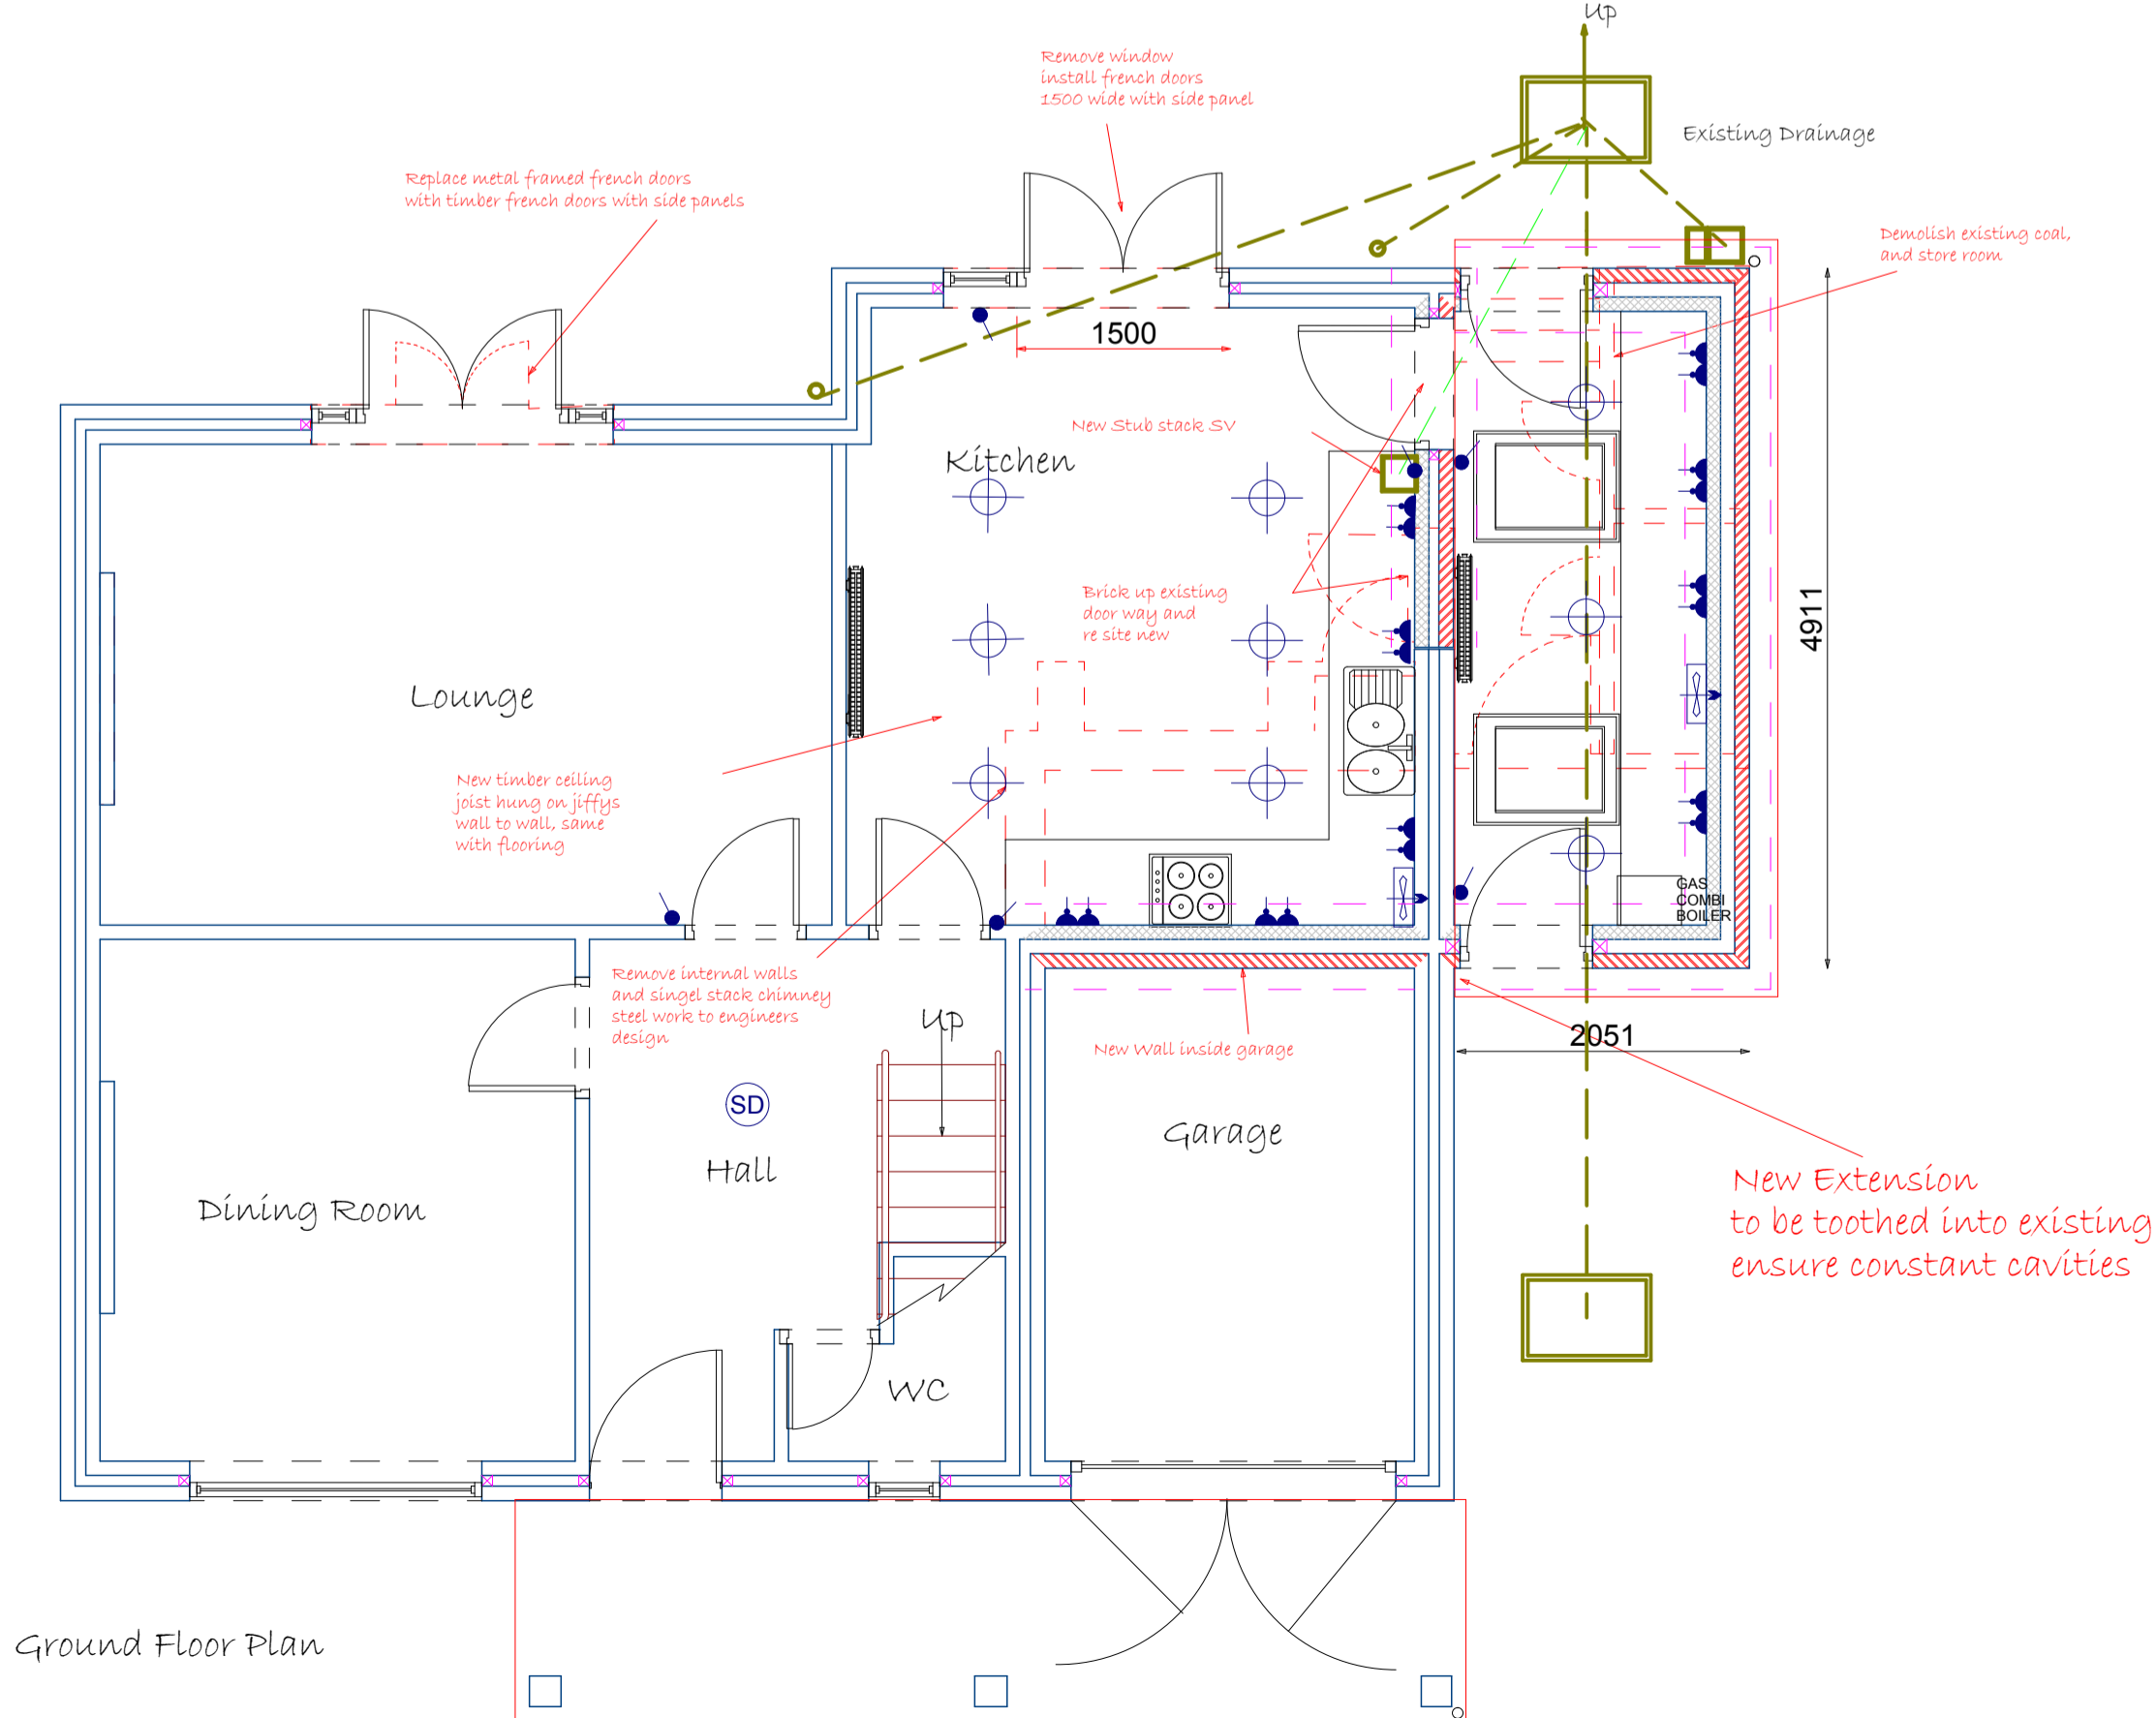 Up
Remove window
install french doors
1500 wide with side panel
Existing Drainage
Replace metal framed french doors
with timber french doors with side panels
Demolish existing coal,
and store room
1500
New Stub stack SV
Kitchen
Brick up existing
door way and
re site new
4911
Lounge
New timber ceiling
joist hung on jiffys
wall to wall, same
with flooring
GAS
COMBI
BOILER
Remove internal walls
and singel stack chimney
steel work to engineers
design
Up
New Wall inside garage
2051
SD
Garage
Hall
Dining Room
New Extension
to be toothed into existing
ensure constant cavities
WC
Ground Floor Plan